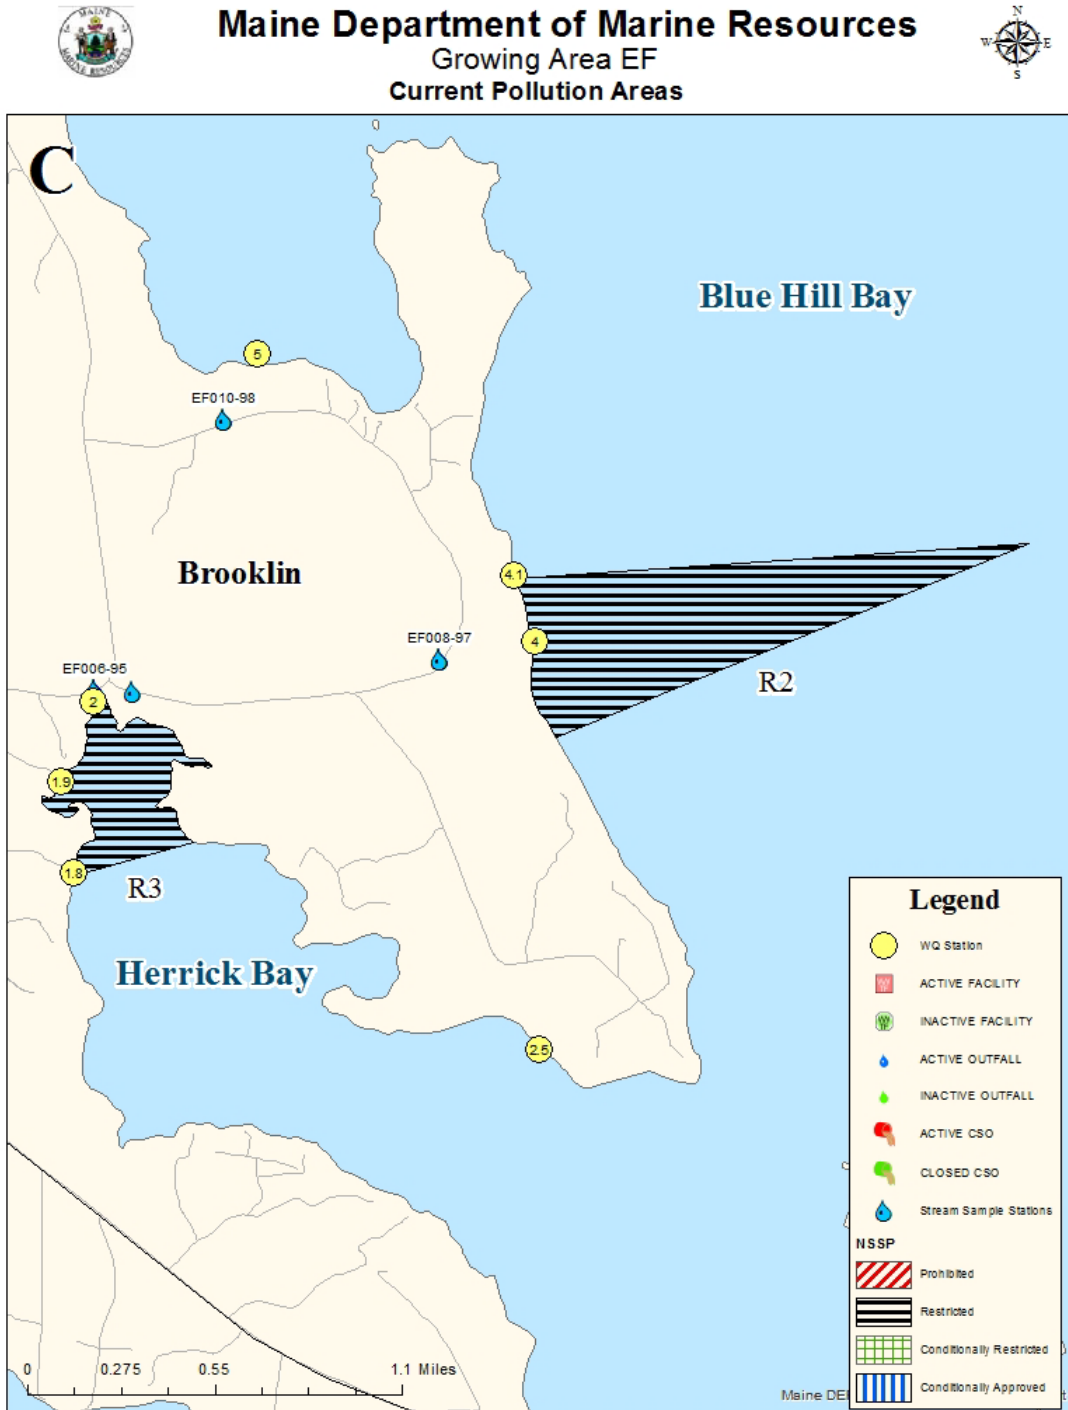 Maine Department of Marine Resources
Growing Area EF
Current Pollution Areas
MAINE
MARINE RESOURCES
N
W E
S
C
Blue Hill Bay
5
EF010-98
Brooklin
4.1
4
EF008-97
EF006-95
2
R2
1.9
1.8
R3
Herrick Bay
2.5
Legend
WQ Station
ACTIVE FACILITY
INACTIVE FACILITY
ACTIVE OUTFALL
INACTIVE OUTFALL
ACTIVE CSO
CLOSED CSO
Stream Sample Stations
NSSP
Prohibited
Restricted
Conditionally Restricted
Conditionally Approved
0 0.275 0.55 1.1 Miles
Maine